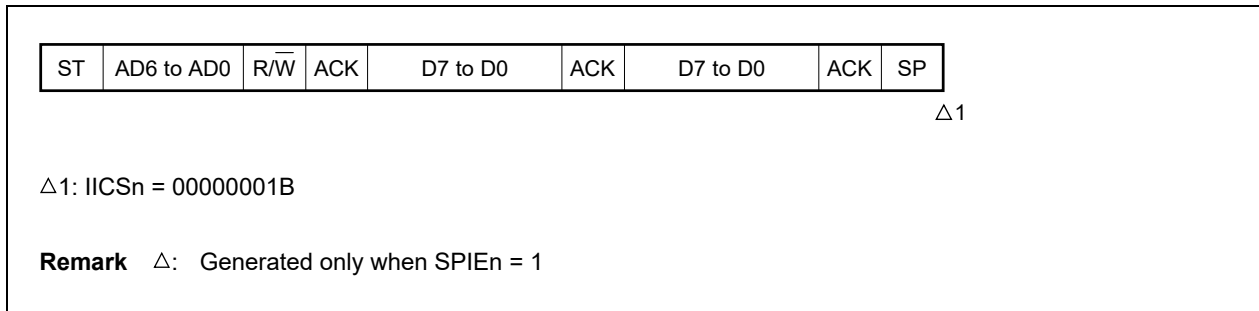 ST AD6 to AD0 R/W̅ ACK D7 to D0 ACK D7 to D0 ACK SP
△1
△1: IICSn = 00000001B
Remark △: Generated only when SPIEn = 1